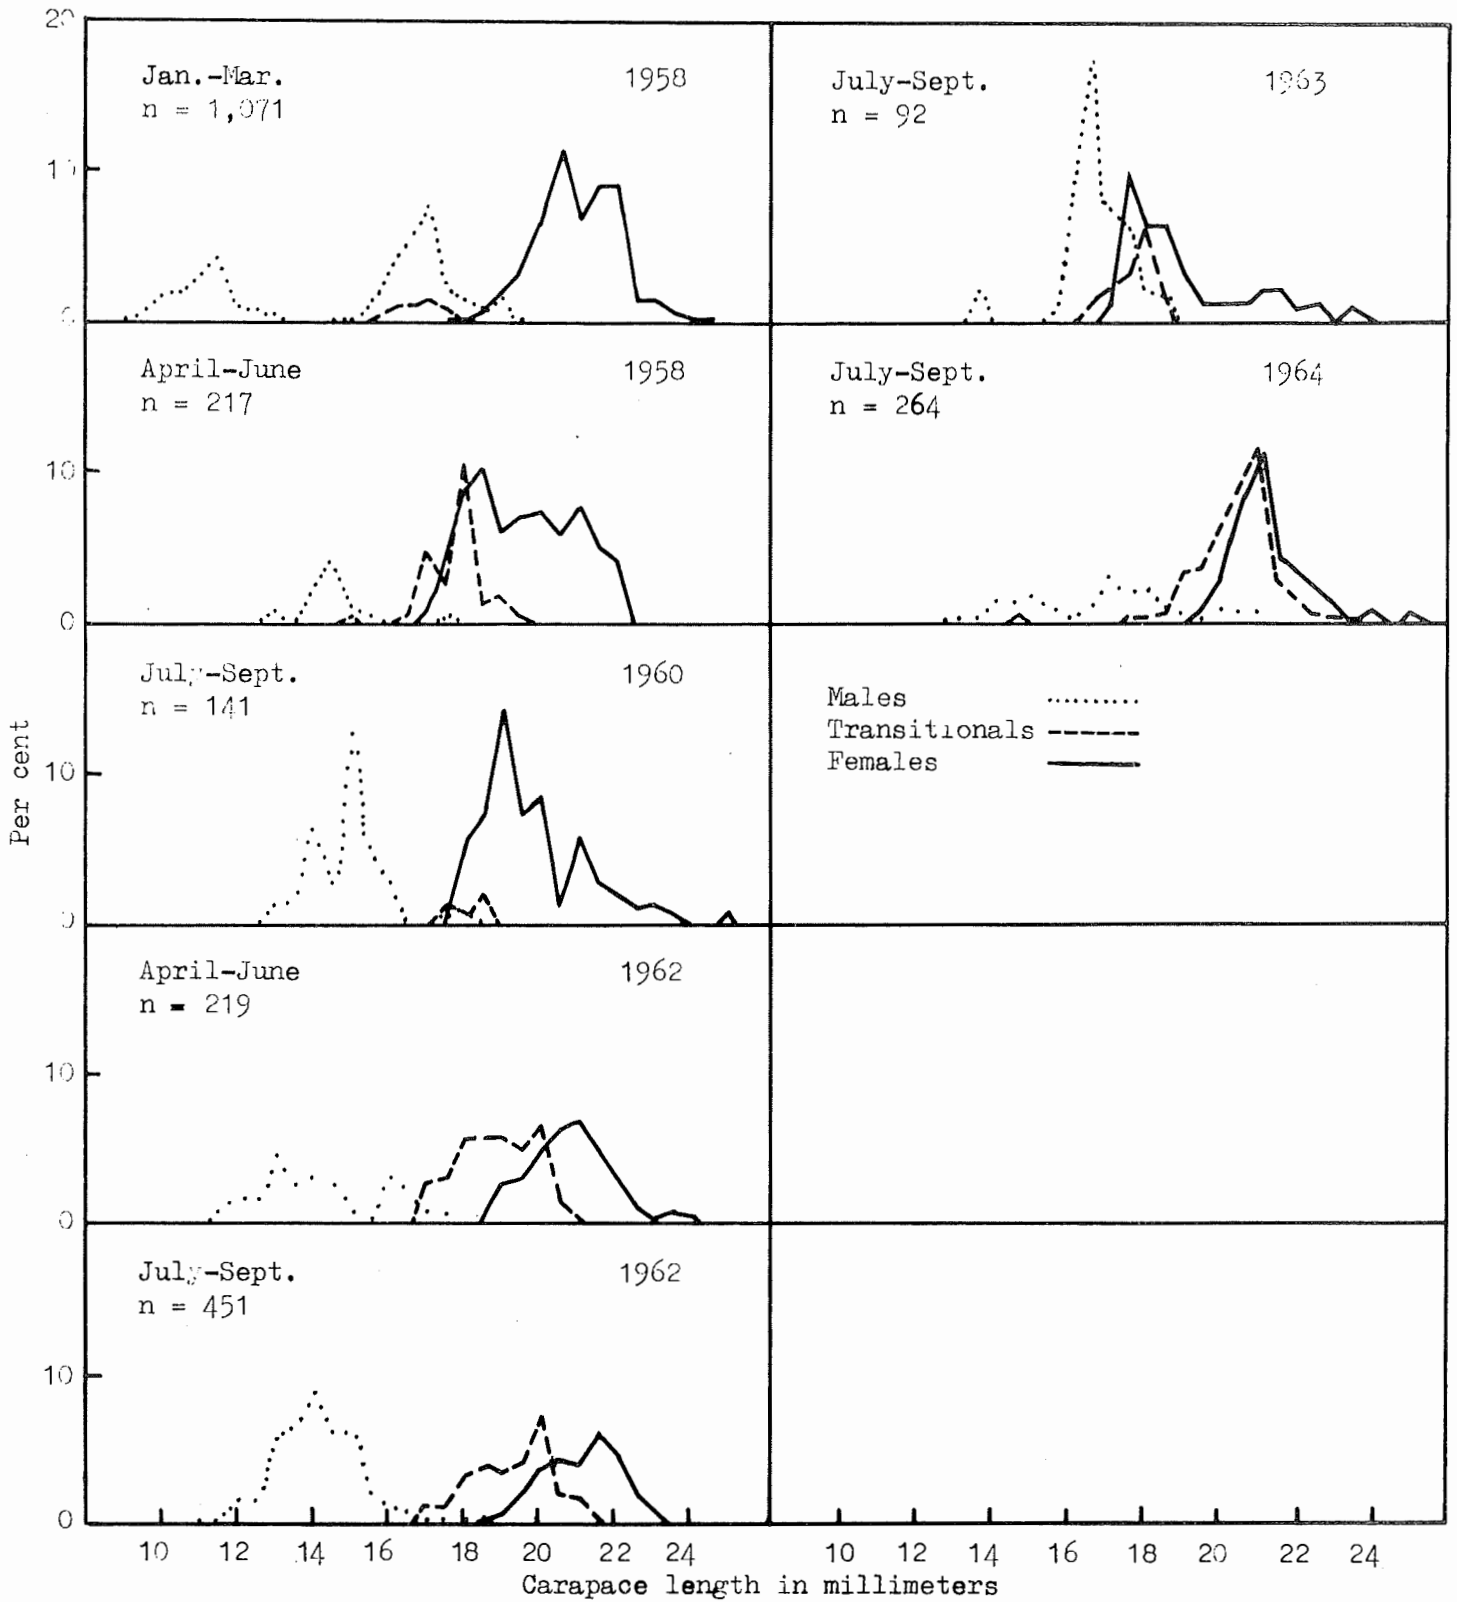 Per cent
20
Jan.-Mar. 1958
n = 1,071
10
0
April-June 1958
n = 217
10
0
July-Sept. 1960
n = 141
10
0
April-June 1962
n = 219
10
0
July-Sept. 1962
n = 451
10
0
10 12 14 16 18 20 22 24
July-Sept. 1963
n = 92
July-Sept. 1964
n = 264
Males
Transitionals
Females
10 12 14 16 18 20 22 24
Carapace length in millimeters